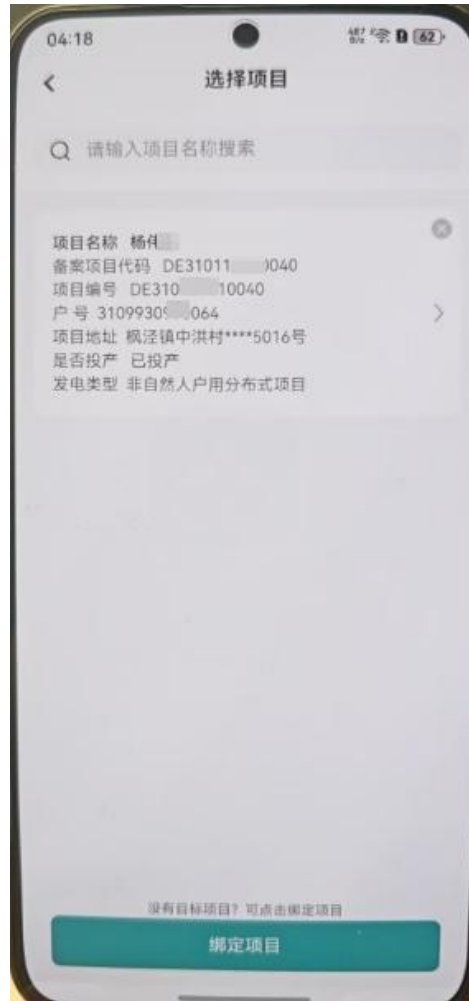 04:18
62
选择项目
请输入项目名称搜索
项目名称 杨伟
备案项目代码 DE31011 0040
项目编号 DE310 10040
户号 3109930 064
项目地址 枫泾镇中洪村****5016号
是否投产 已投产
发电类型 非自然人户用分布式项目
没有目标项目？可点击绑定项目
绑定项目